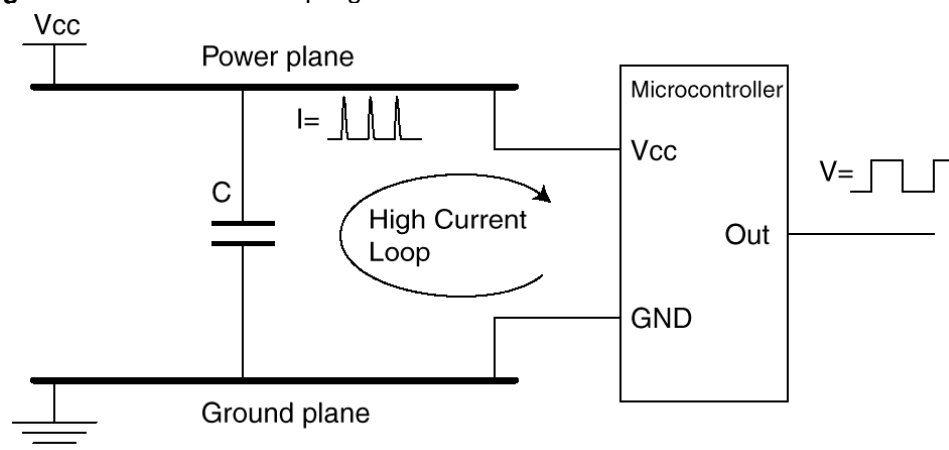 Vcc
Power plane
Microcontroller
I=
Vcc
V=
C
High Current
Loop
Out
GND
Ground plane